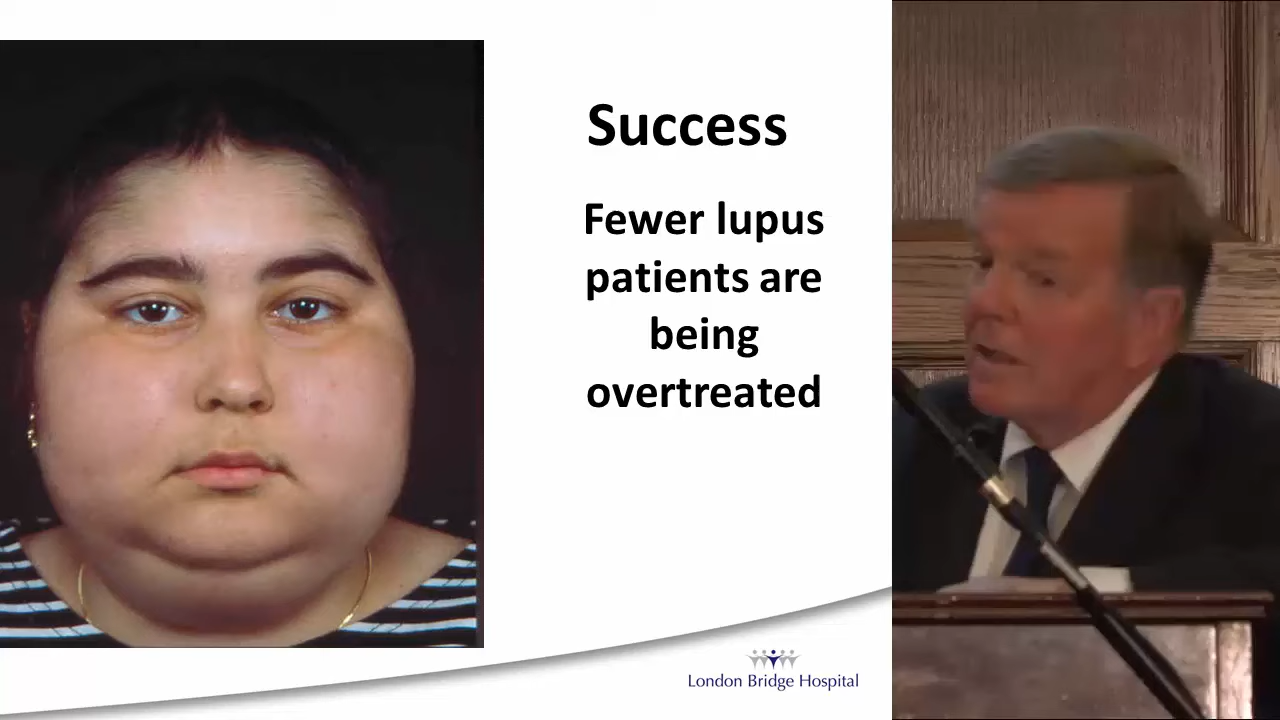 Success
Fewer lupus
patients are
being
overtreated
London Bridge Hospital